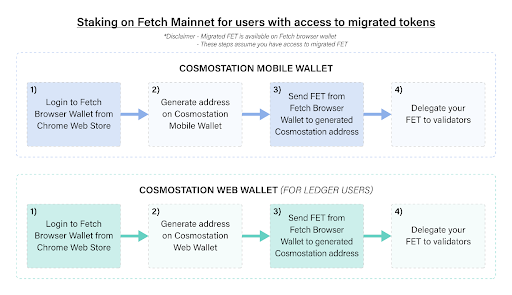 Staking on Fetch Mainnet for users with access to migrated tokens
*Disclaimer - Migrated FET is available on Fetch browser wallet
- These steps assume you have access to migrated FET
COSMOSTATION MOBILE WALLET
1)
Login to Fetch
Browser Wallet from
Chrome Web Store
2)
Generate address
on Cosmostation
Mobile Wallet
3)
Send FET from
Fetch Browser
Wallet to generated
Cosmostation address
4)
Delegate your
FET to validators
COSMOSTATION WEB WALLET (FOR LEDGER USERS)
1)
Login to Fetch
Browser Wallet from
Chrome Web Store
2)
Generate address
on Cosmostation
Web Wallet
3)
Send FET from
Fetch Browser
Wallet to generated
Cosmostation address
4)
Delegate your
FET to validators